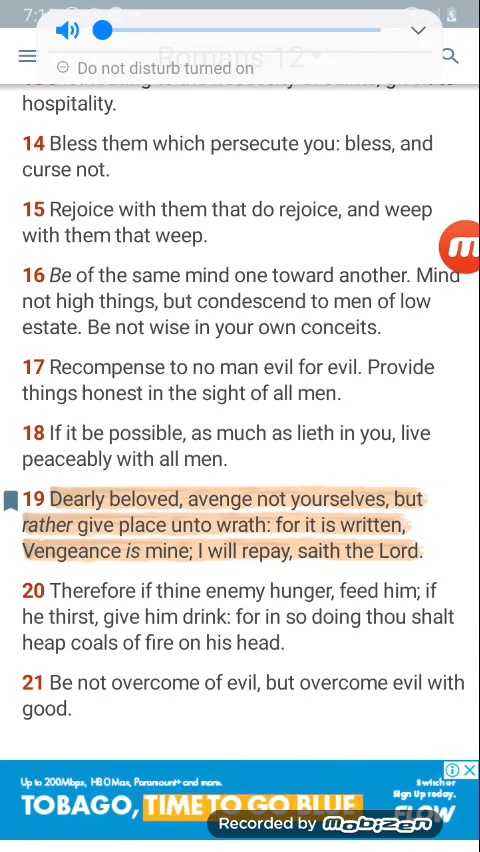 Romans 12
Do not disturb turned on
hospitality.
14 Bless them which persecute you: bless, and
curse not.
15 Rejoice with them that do rejoice, and weep
with them that weep.
16 Be of the same mind one toward another. Mind
not high things, but condescend to men of low
estate. Be not wise in your own conceits.
17 Recompense to no man evil for evil. Provide
things honest in the sight of all men.
18 If it be possible, as much as lieth in you, live
peaceably with all men.
19 Dearly beloved, avenge not yourselves, but
rather give place unto wrath: for it is written,
Vengeance is mine; I will repay, saith the Lord.
20 Therefore if thine enemy hunger, feed him; if
he thirst, give him drink: for in so doing thou shalt
heap coals of fire on his head.
21 Be not overcome of evil, but overcome evil with
good.
Up to 200Mbps, HBO Max, Paramount+ and more.
TOBAGO, TIME TO GO BLUE
Switch or
Sign Up today.
FLOW
Recorded by mobizen